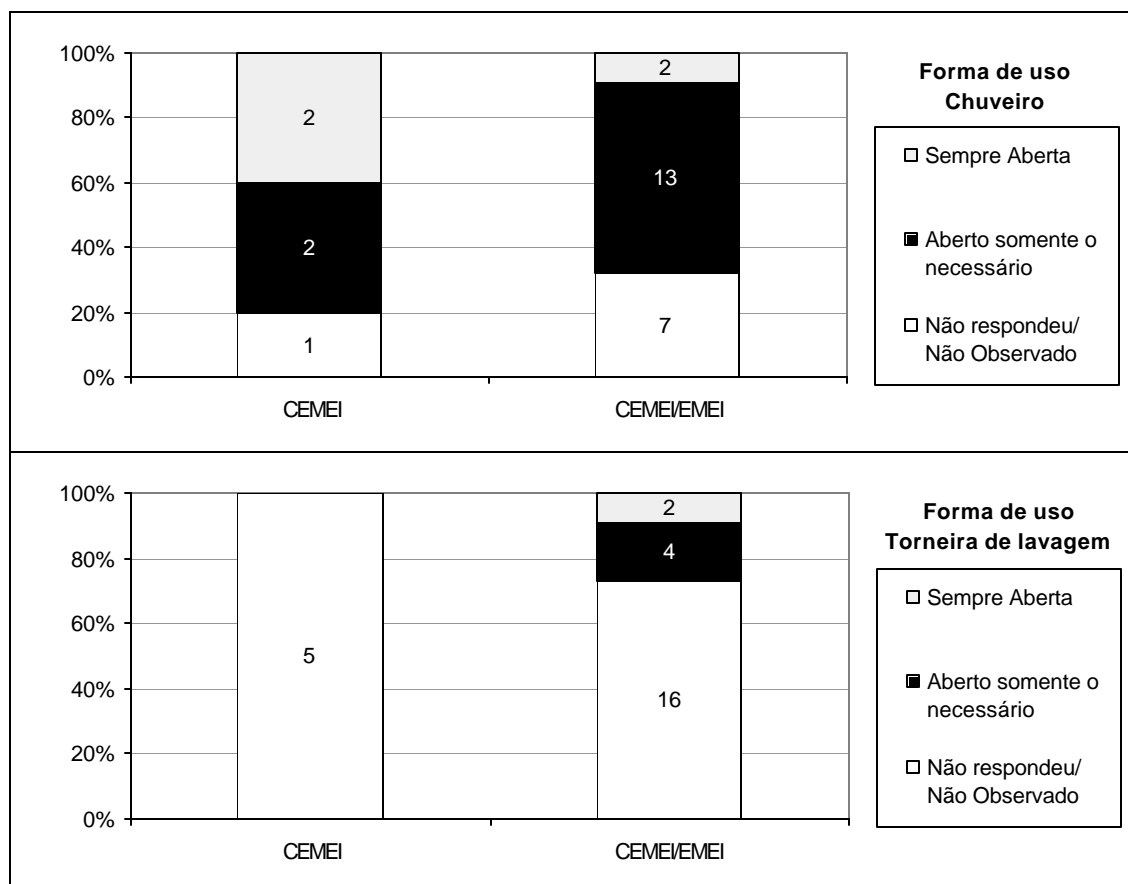 100%
80%
60%
40%
20%
0%
2
2
1
2
13
7
CEMEI
CEMEI/EMEI
Forma de uso
Chuveiro
Sempre Aberta
Aberto somente o
necessário
Não respondeu/
Não Observado
100%
80%
60%
40%
20%
0%
5
2
4
16
CEMEI
CEMEI/EMEI
Forma de uso
Torneira de lavagem
Sempre Aberta
Aberto somente o
necessário
Não respondeu/
Não Observado